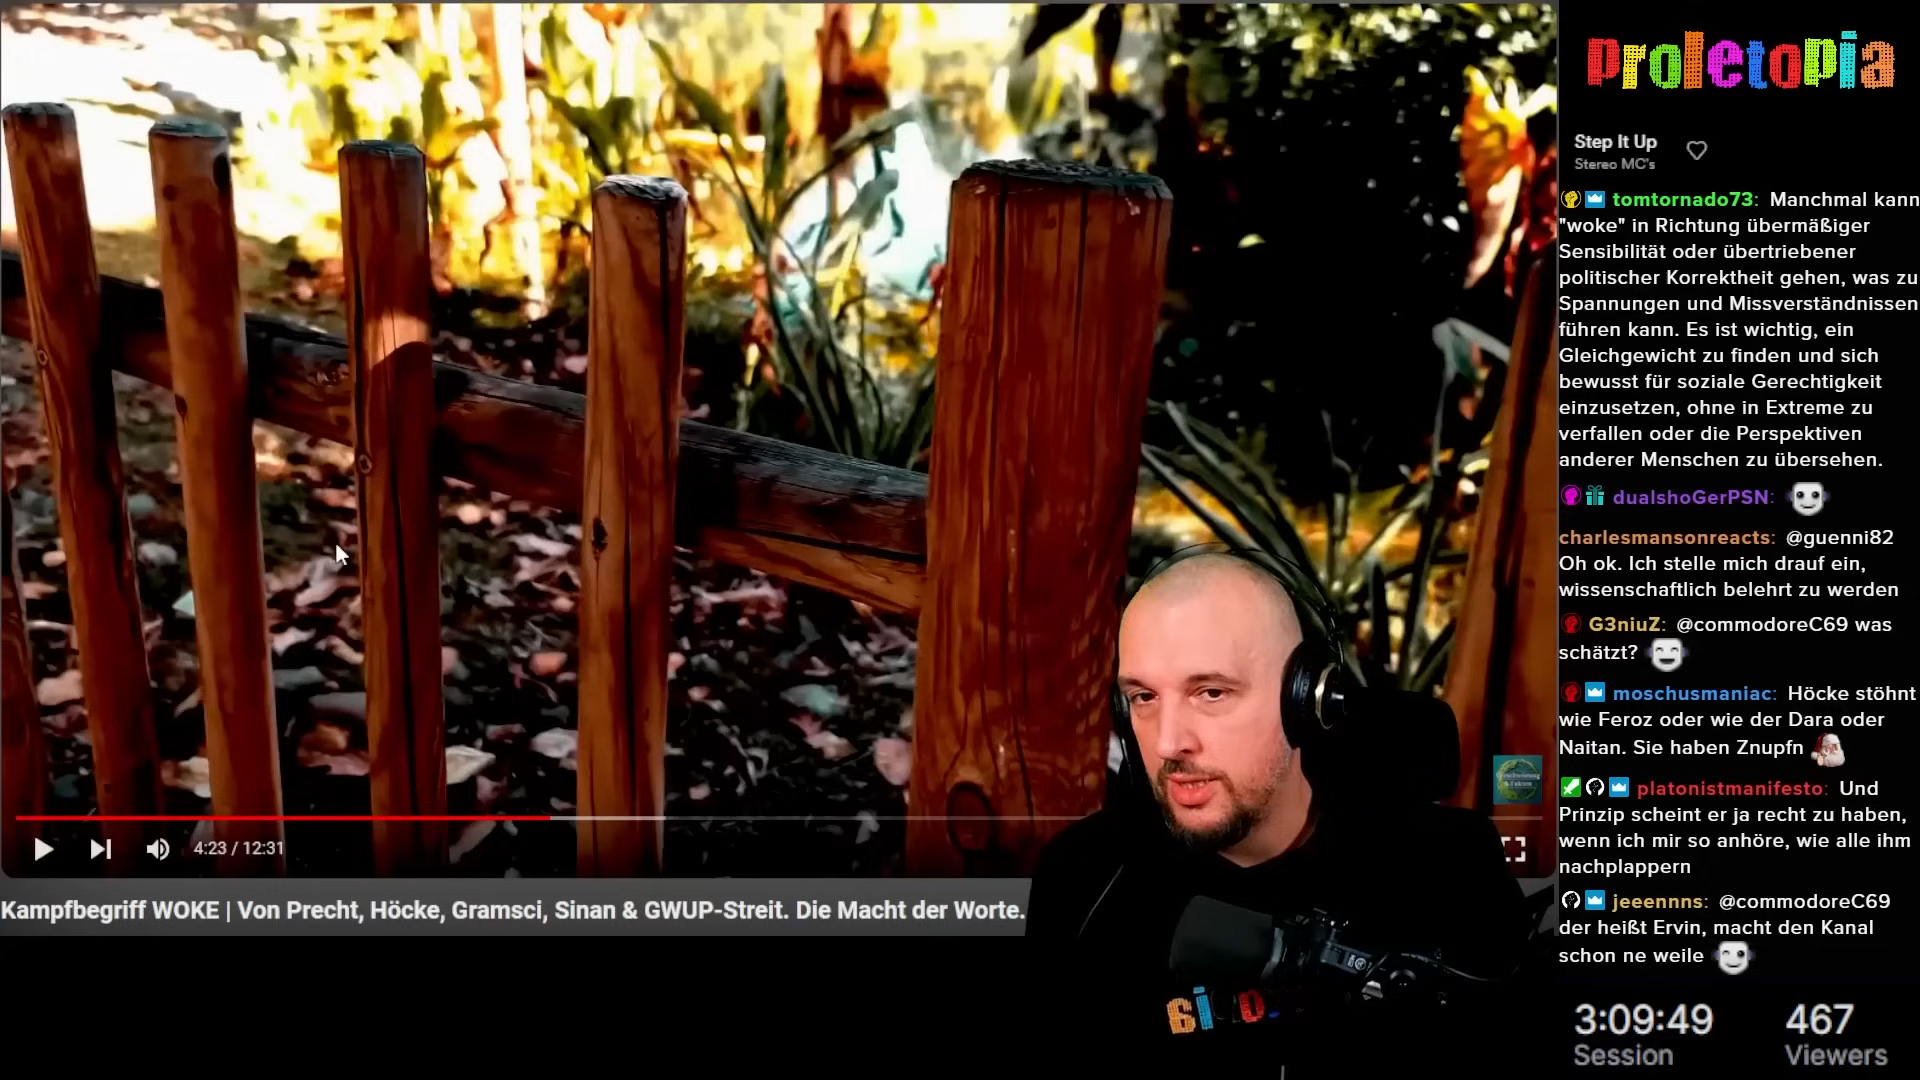 proletopia
Step It Up
Stereo MC's
tomtornado73: Manchmal kann
"woke" in Richtung übermäßiger
Sensibilität oder übertriebener
politischer Korrektheit gehen, was zu
Spannungen und Missverständnissen
führen kann. Es ist wichtig, ein
Gleichgewicht zu finden und sich
bewusst für soziale Gerechtigkeit
einzusetzen, ohne in Extreme zu
verfallen oder die Perspektiven
anderer Menschen zu übersehen.
dualshoGerPSN:
charlesmansonreacts: @guenni82
Oh ok. Ich stelle mich drauf ein,
wissenschaftlich belehrt zu werden
G3niuZ: @commodoreC69 was
schätzt?
moschusmaniac: Höcke stöhnt
wie Feroz oder wie der Dara oder
Naitan. Sie haben Znupfn
platonistmanifesto: Und
Prinzip scheint er ja recht zu haben,
wenn ich mir so anhöre, wie alle ihm
nachplappern
jeeennns: @commodoreC69
der heißt Ervin, macht den Kanal
schon ne weile
4:23 / 12:31
Kampfbegriff WOKE | Von Precht, Höcke, Gramsci, Sinan & GWUP-Streit. Die Macht der Worte.
3:09:49
467
Session
Viewers